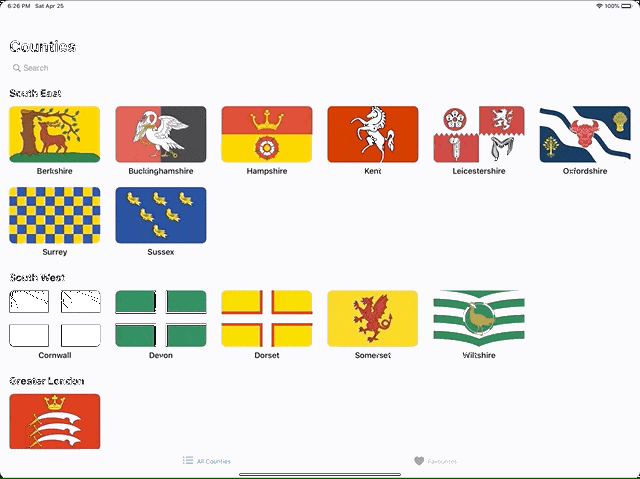 6:26 PM Sat Apr 25 100%
Counties
Search
South East
Berkshire Buckinghamshire Hampshire Kent Leicestershire Oxfordshire
Surrey Sussex
South West
Cornwall Devon Dorset Somerset Wiltshire
Greater London
All Counties Favourites